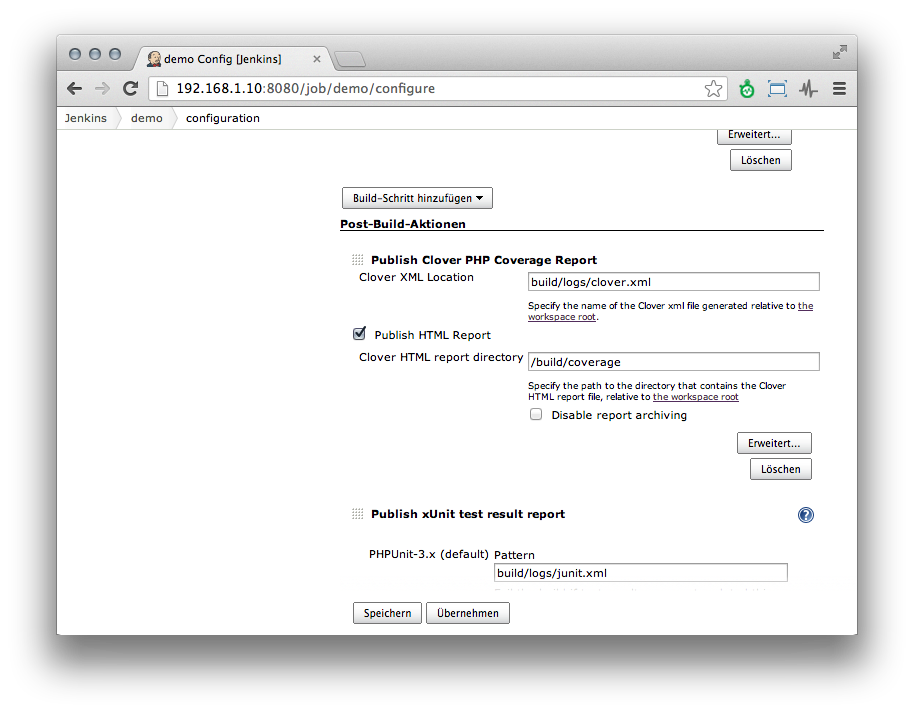 demo Config [Jenkins]
192.168.1.10:8080/job/demo/configure
Jenkins demo configuration
Erweitert...
Löschen
Build-Schritt hinzufügen
Post-Build-Aktionen
Publish Clover PHP Coverage Report
Clover XML Location
build/logs/clover.xml
Specify the name of the Clover xml file generated relative to the
workspace root.
Publish HTML Report
Clover HTML report directory
/build/coverage
Specify the path to the directory that contains the Clover
HTML report file, relative to the workspace root
Disable report archiving
Erweitert...
Löschen
Publish xUnit test result report
PHPUnit-3.x (default) Pattern
build/logs/junit.xml
Speichern Übernehmen